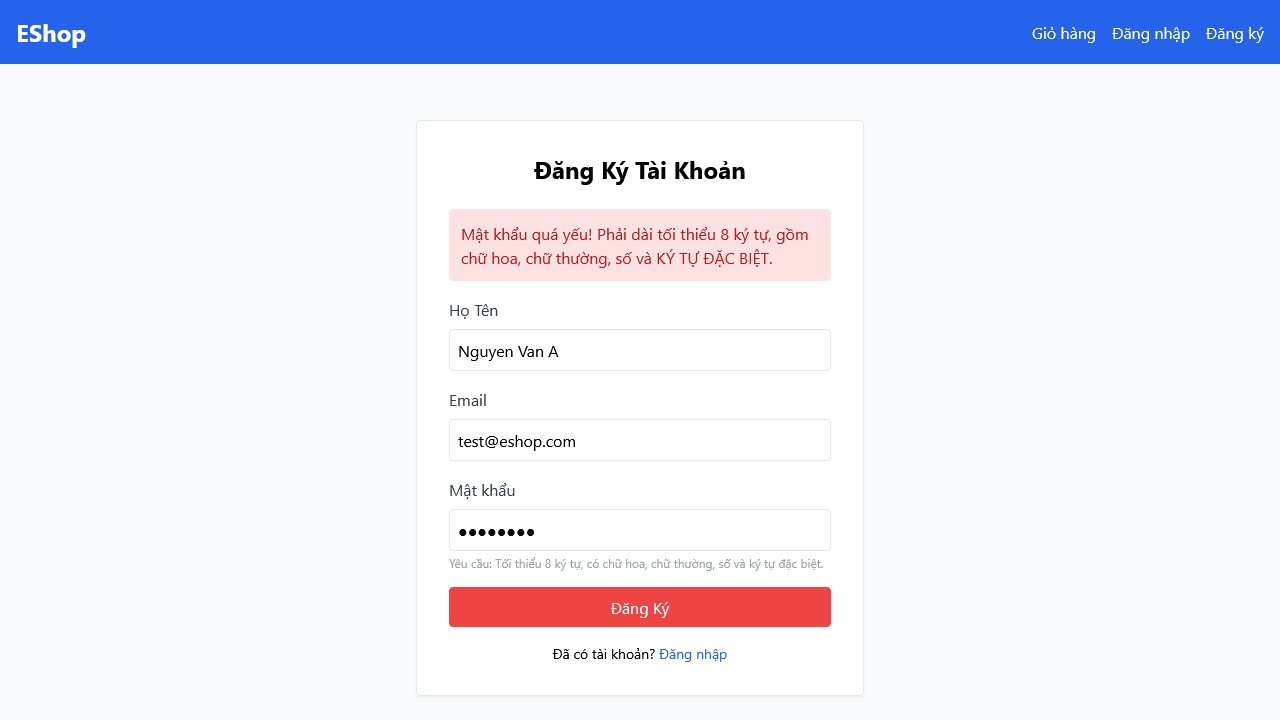 EShop
Giỏ hàng
Đăng nhập
Đăng ký
Đăng Ký Tài Khoản
Mật khẩu quá yếu! Phải dài tối thiểu 8 ký tự, gồm
chữ hoa, chữ thường, số và KÝ TỰ ĐẶC BIỆT.
Họ Tên
Nguyen Van A
Email
test@eshop.com
Mật khẩu
••••••••
Yêu cầu: Tối thiểu 8 ký tự, có chữ hoa, chữ thường, số và ký tự đặc biệt.
Đăng Ký
Đã có tài khoản? Đăng nhập